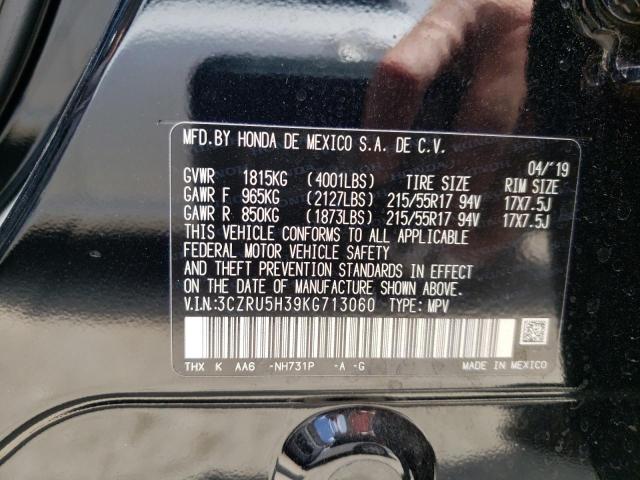 MFD.BY HONDA DE MEXICO S.A. DE C.V.
04/'19
GVWR 1815KG (4001LBS) TIRE SIZE RIM SIZE
GAWR F 965KG (2127LBS) 215/55R17 94V 17X7.5J
GAWR R 850KG (1873LBS) 215/55R17 94V 17X7.5J
THIS VEHICLE CONFORMS TO ALL APPLICABLE
FEDERAL MOTOR VEHICLE SAFETY
AND THEFT PREVENTION STANDARDS IN EFFECT
ON THE DATE OF MANUFACTURE SHOWN ABOVE.
V.I.N:3CZRU5H39KG713060 TYPE: MPV
THX K AA6 -NH731P -A -G MADE IN MEXICO